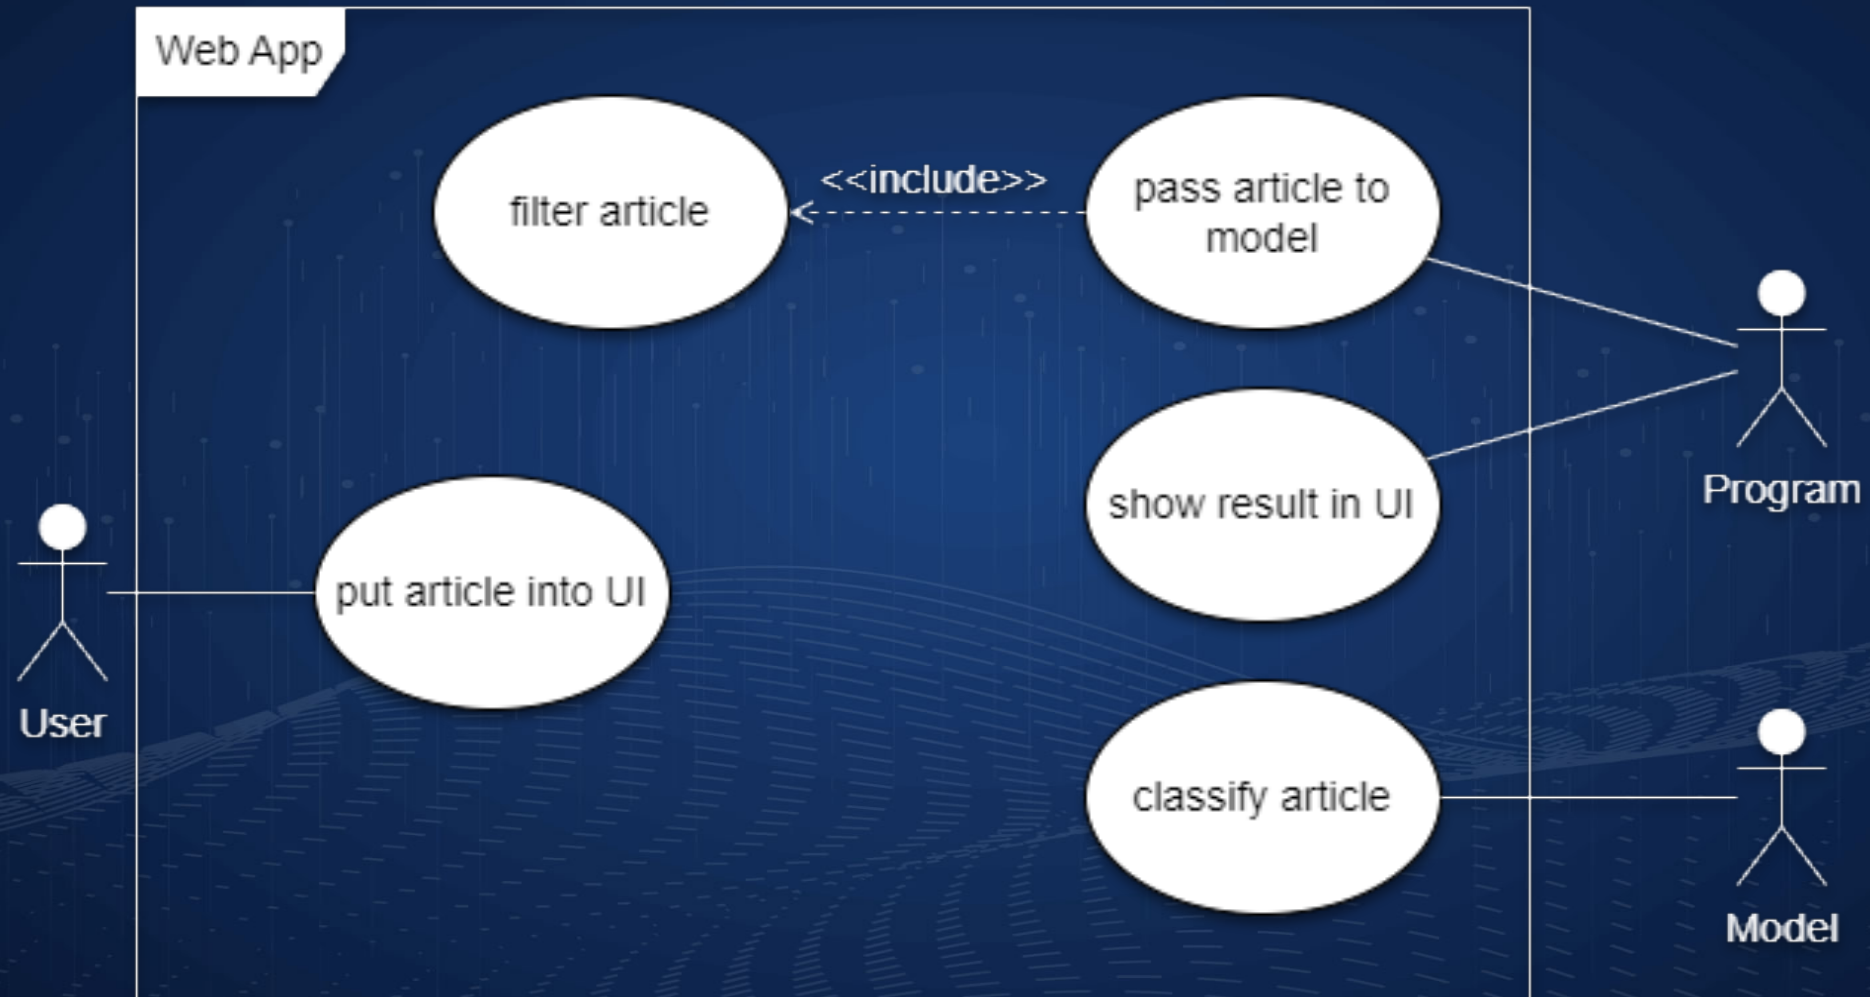 Web App
filter article
<<include>>
pass article to
model
show result in UI
Program
put article into UI
User
classify article
Model